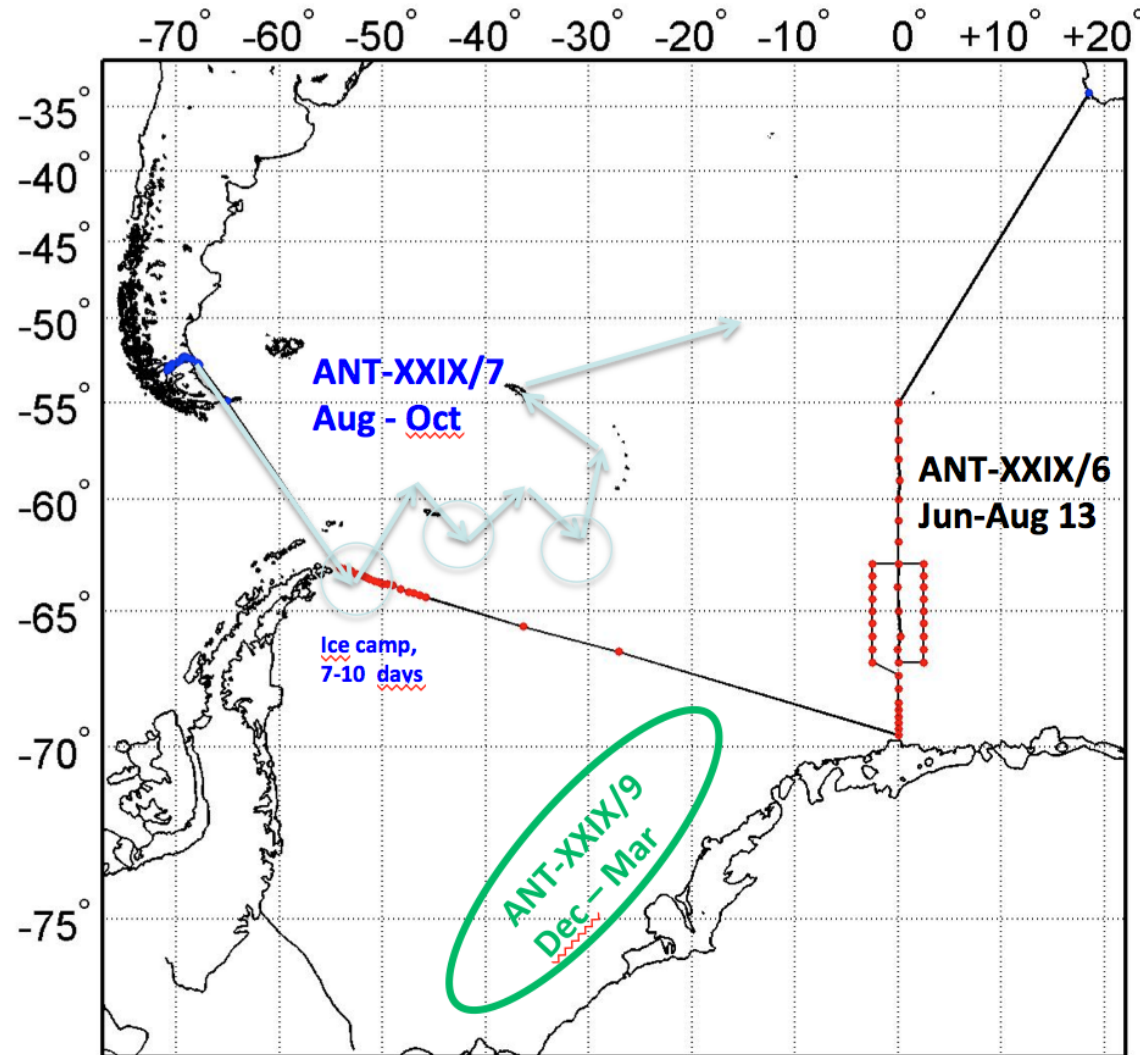 -70° -60° -50° -40° -30° -20° -10° 0° +10° +20°
-35°
-40°
-45°
-50°
ANT-XXIX/7
Aug - Oct
-55°
ANT-XXIX/6
Jun-Aug 13
-60°
-65°
Ice camp,
7-10 days
-70°
ANT-XXIX/9
Dec – Mar
-75°